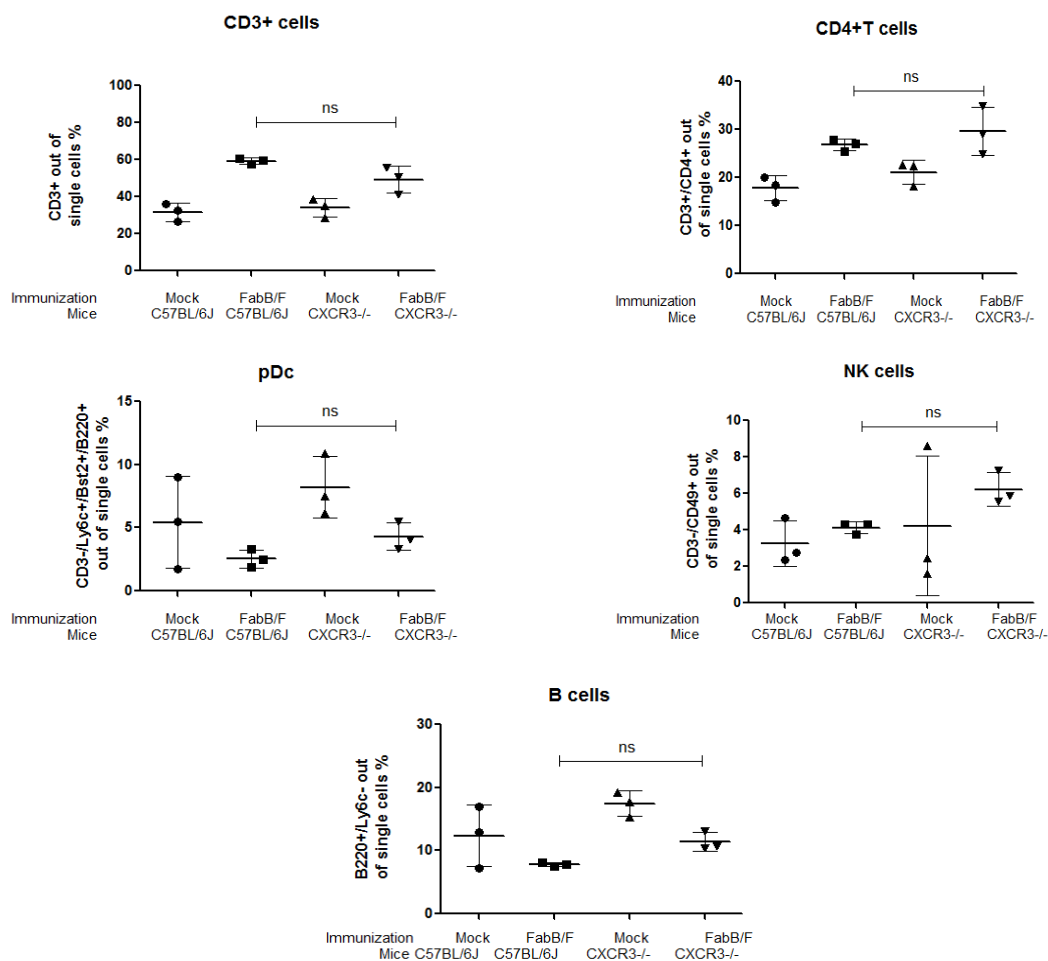 CD3+ cells
CD3+ out of
single cells %
100
80
60
40
20
0
ns
Immunization Mock FabB/F Mock FabB/F
Mice C57BL/6J C57BL/6J CXCR3-/- CXCR3-/-
CD4+T cells
CD3+/CD4+ out
of single cells %
40
30
20
10
0
ns
Immunization Mock FabB/F Mock FabB/F
Mice C57BL/6J C57BL/6J CXCR3-/- CXCR3-/-
pDc
CD3-/Ly6c+/Bst2+/B220+
out of single cells %
15
10
5
0
ns
Immunization Mock FabB/F Mock FabB/F
Mice C57BL/6J C57BL/6J CXCR3-/- CXCR3-/-
NK cells
CD3-/CD49+ out
of single cells %
10
8
6
4
2
0
ns
Immunization Mock FabB/F Mock FabB/F
Mice C57BL/6J C57BL/6J CXCR3-/- CXCR3-/-
B cells
B220+/Ly6c- out
of single cells %
30
20
10
0
ns
Immunization Mock FabB/F Mock FabB/F
Mice C57BL/6J C57BL/6J CXCR3-/- CXCR3-/-